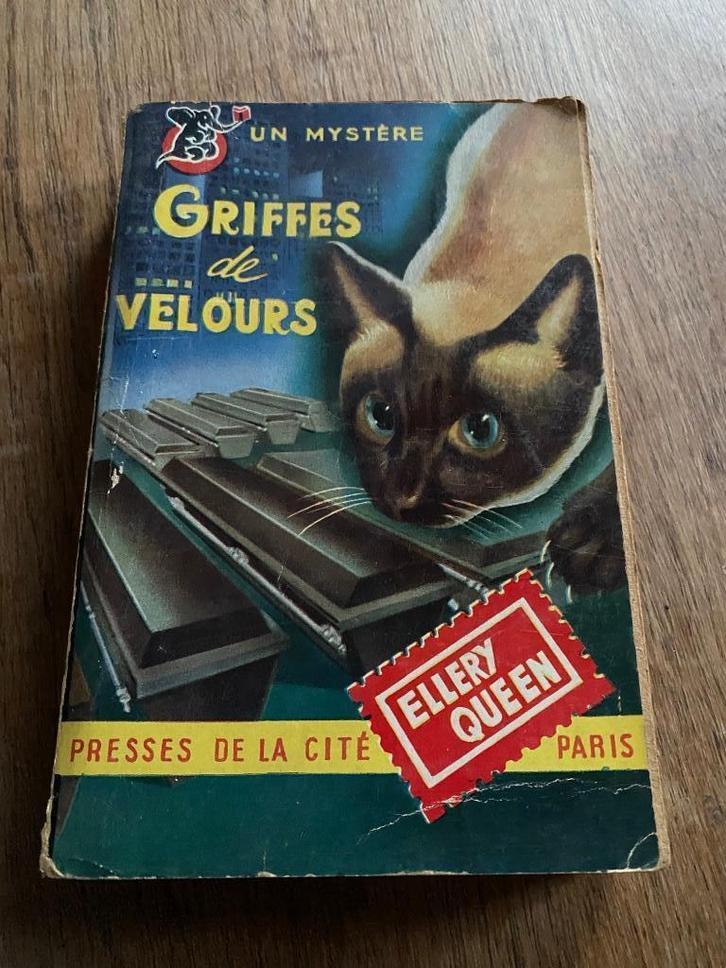 UN MYSTÈRE
GRIFFES
de
VELOURS
ELLERY
QUEEN
PRESSES DE LA CITÉ PARIS